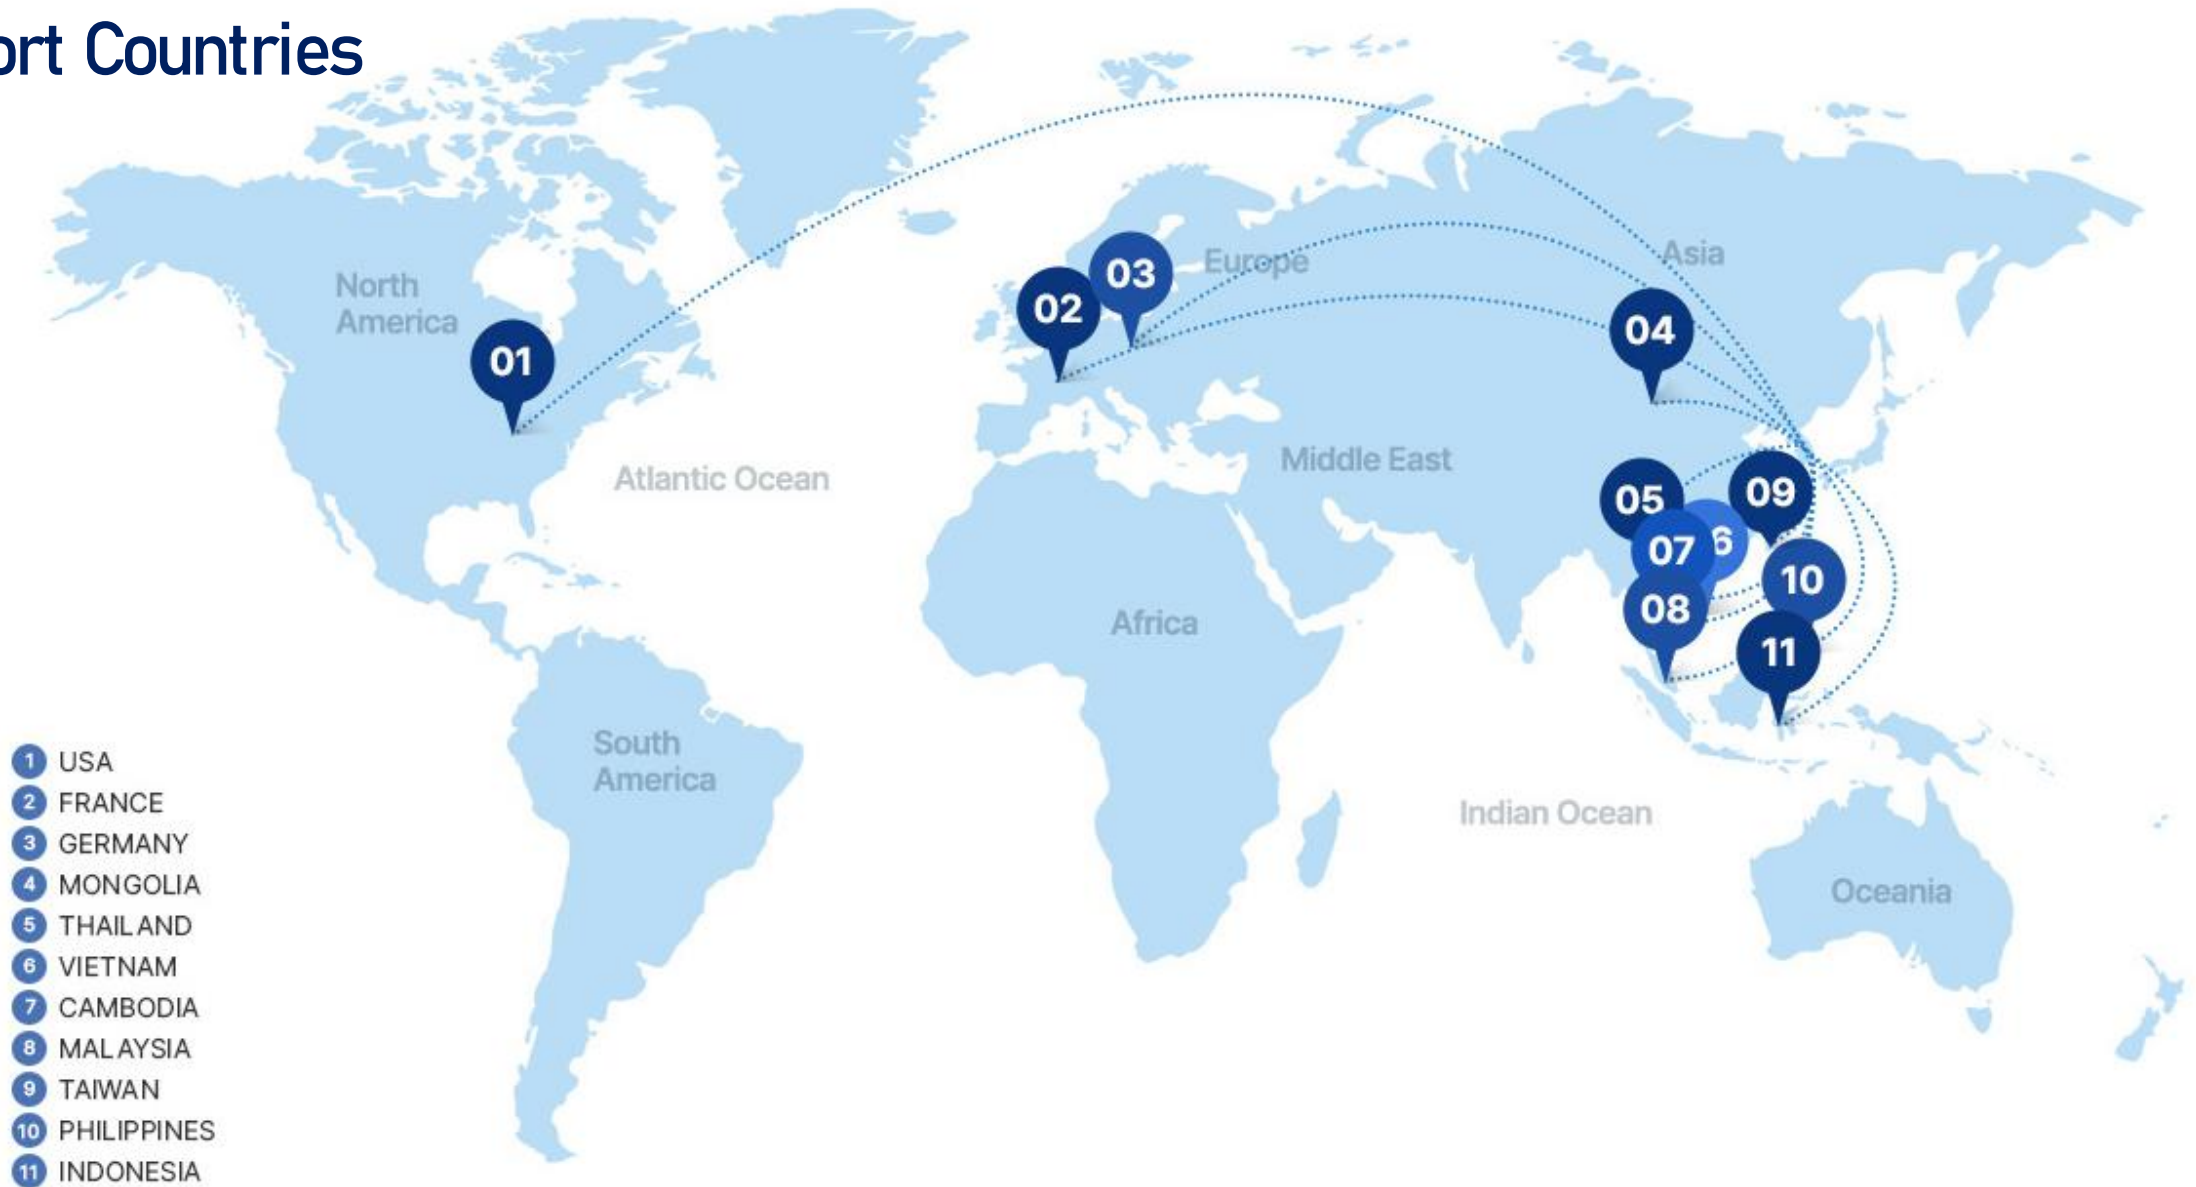 ort Countries
North
America
Europe
Asia
01
02
03
04
Atlantic Ocean
Middle East
05
09
07
6
10
08
11
Africa
South
America
Indian Ocean
Oceania
1 USA
2 FRANCE
3 GERMANY
4 MONGOLIA
5 THAILAND
6 VIETNAM
7 CAMBODIA
8 MALAYSIA
9 TAIWAN
10 PHILIPPINES
11 INDONESIA